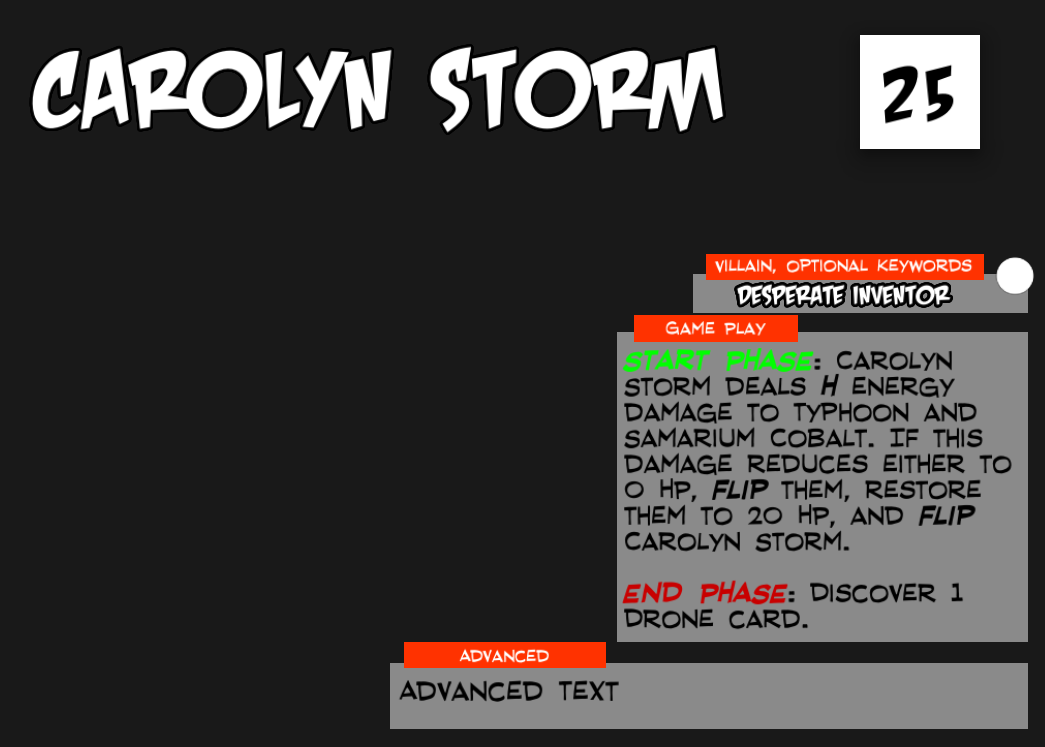 CAROLYN STORM
25
VILLAIN, OPTIONAL KEYWORDS
DESPERATE INVENTOR
GAME PLAY
START PHASE: CAROLYN
STORM DEALS H ENERGY
DAMAGE TO TYPHOON AND
SAMARIUM COBALT. IF THIS
DAMAGE REDUCES EITHER TO
0 HP, FLIP THEM, RESTORE
THEM TO 20 HP, AND FLIP
CAROLYN STORM.
END PHASE: DISCOVER 1
DRONE CARD.
ADVANCED
ADVANCED TEXT